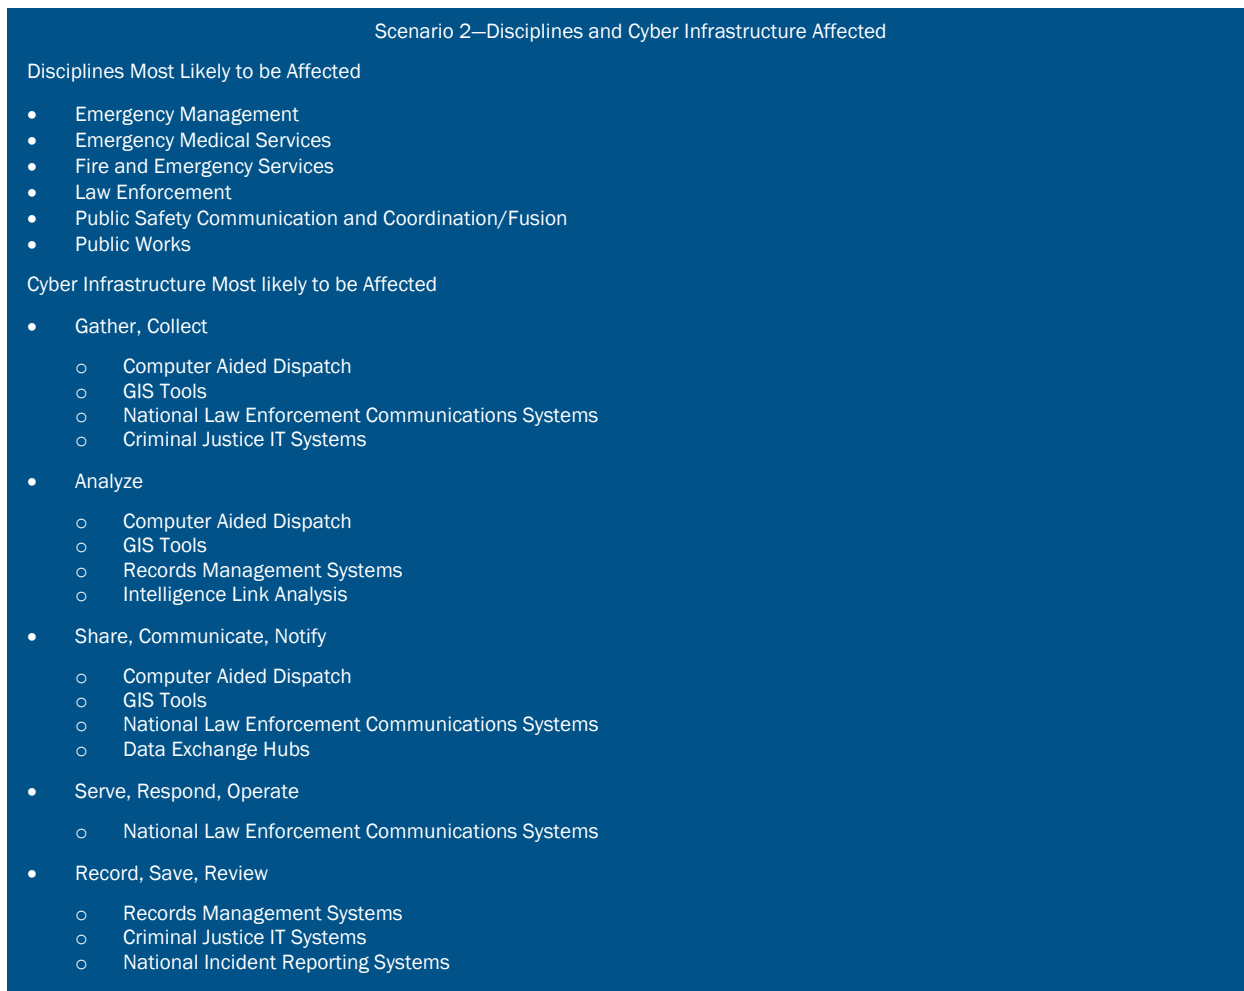 Scenario 2—Disciplines and Cyber Infrastructure Affected
Disciplines Most Likely to be Affected
• Emergency Management
• Emergency Medical Services
• Fire and Emergency Services
• Law Enforcement
• Public Safety Communication and Coordination/Fusion
• Public Works
Cyber Infrastructure Most likely to be Affected
• Gather, Collect
o Computer Aided Dispatch
o GIS Tools
o National Law Enforcement Communications Systems
o Criminal Justice IT Systems
• Analyze
o Computer Aided Dispatch
o GIS Tools
o Records Management Systems
o Intelligence Link Analysis
• Share, Communicate, Notify
o Computer Aided Dispatch
o GIS Tools
o National Law Enforcement Communications Systems
o Data Exchange Hubs
• Serve, Respond, Operate
o National Law Enforcement Communications Systems
• Record, Save, Review
o Records Management Systems
o Criminal Justice IT Systems
o National Incident Reporting Systems